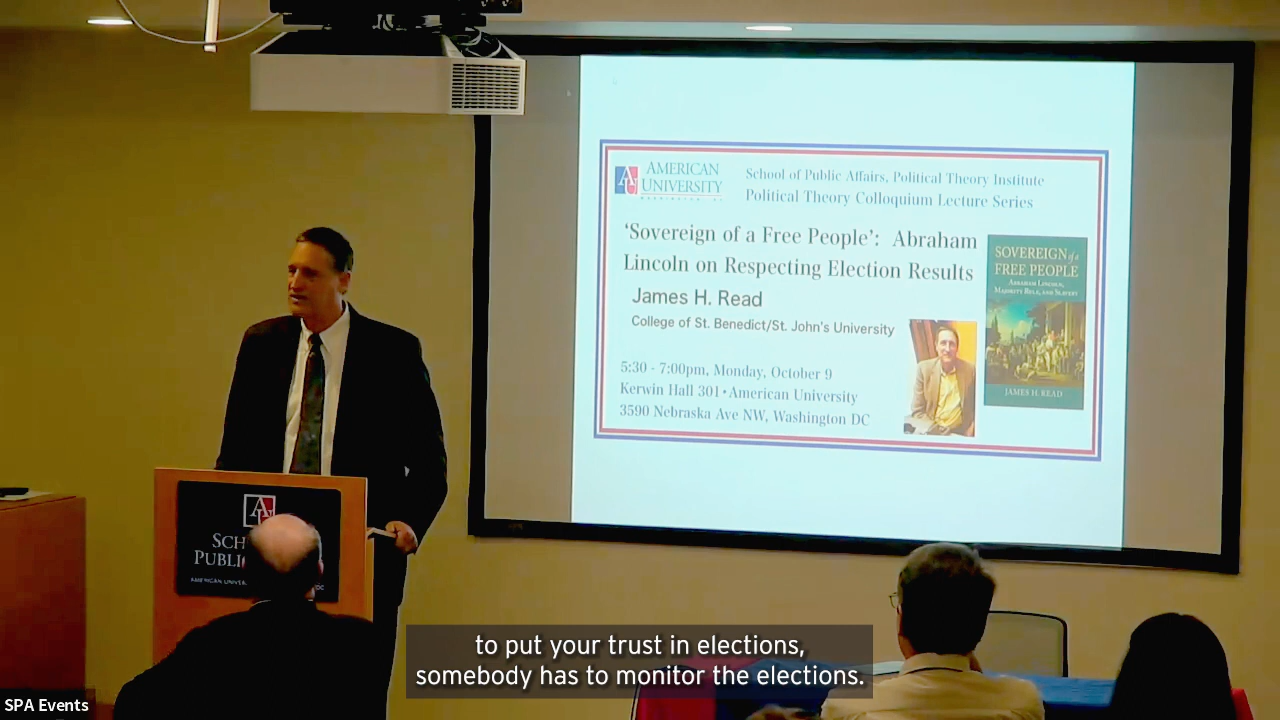 AMERICAN
UNIVERSITY
School of Public Affairs, Political Theory Institute
Political Theory Colloquium Lecture Series
'Sovereign of a Free People': Abraham
Lincoln on Respecting Election Results
James H. Read
College of St. Benedict/St. John's University
5:30 - 7:00pm, Monday, October 9
Kerwin Hall 301 • American University
3590 Nebraska Ave NW, Washington DC
SOVEREIGN of a
FREE PEOPLE
ABRAHAM LINCOLN,
MAJORITY RULE, AND SLAVERY
JAMES H. READ
SCH
PUBLI
AMERICAN UNIVE
DC
to put your trust in elections,
somebody has to monitor the elections.
SPA Events